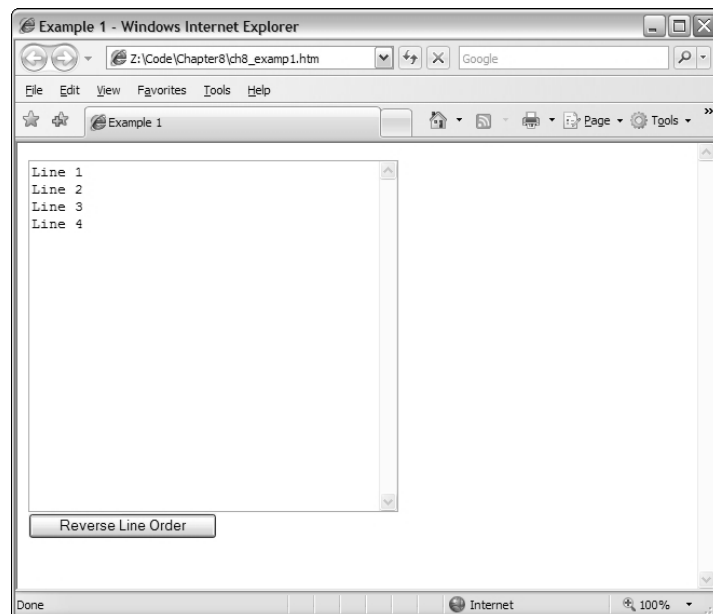 Example 1 - Windows Internet Explorer
Z:\Code\Chapter8\ch8_examp1.htm
Google
File Edit View Favorites Tools Help
Example 1
Page
Tools
»
Line 1
Line 2
Line 3
Line 4
Reverse Line Order
Done
Internet
100%